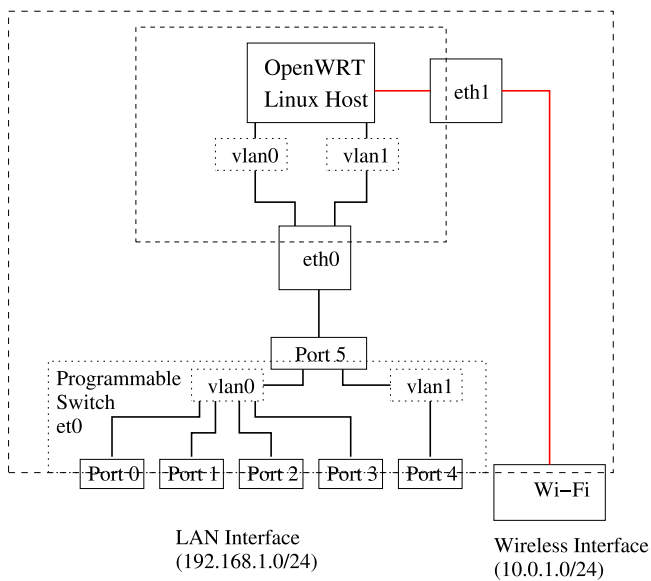 OpenWRT
Linux Host
eth1
vlan0
vlan1
eth0
Port 5
Programmable
Switch
et0
vlan0
vlan1
Port 0
Port 1
Port 2
Port 3
Port 4
Wi–Fi
LAN Interface
(192.168.1.0/24)
Wireless Interface
(10.0.1.0/24)